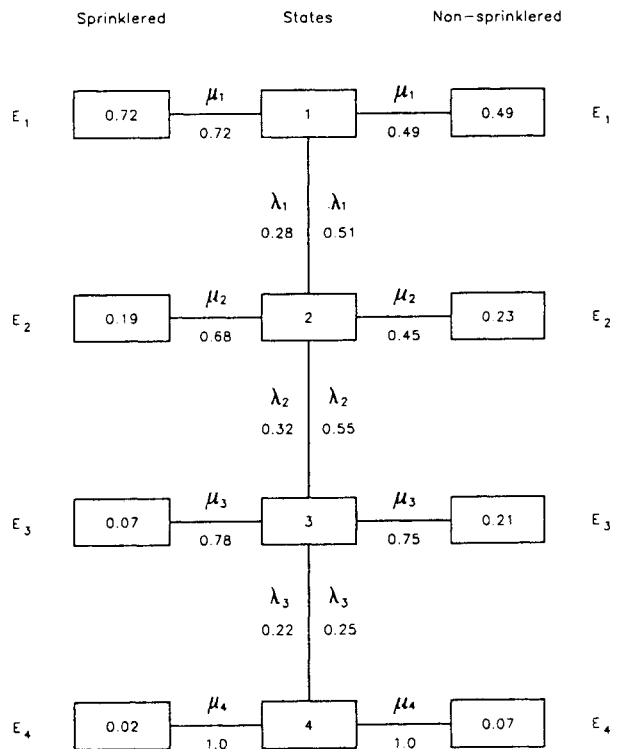 Sprinklered States Non-sprinklered
E₁ 0.72 μ₁ 1 μ₁ 0.49 E₁
0.72 0.49
λ₁ λ₁
0.28 0.51
E₂ 0.19 μ₂ 2 μ₂ 0.23 E₂
0.68 0.45
λ₂ λ₂
0.32 0.55
E₃ 0.07 μ₃ 3 μ₃ 0.21 E₃
0.78 0.75
λ₃ λ₃
0.22 0.25
E₄ 0.02 μ₄ 4 μ₄ 0.07 E₄
1.0 1.0